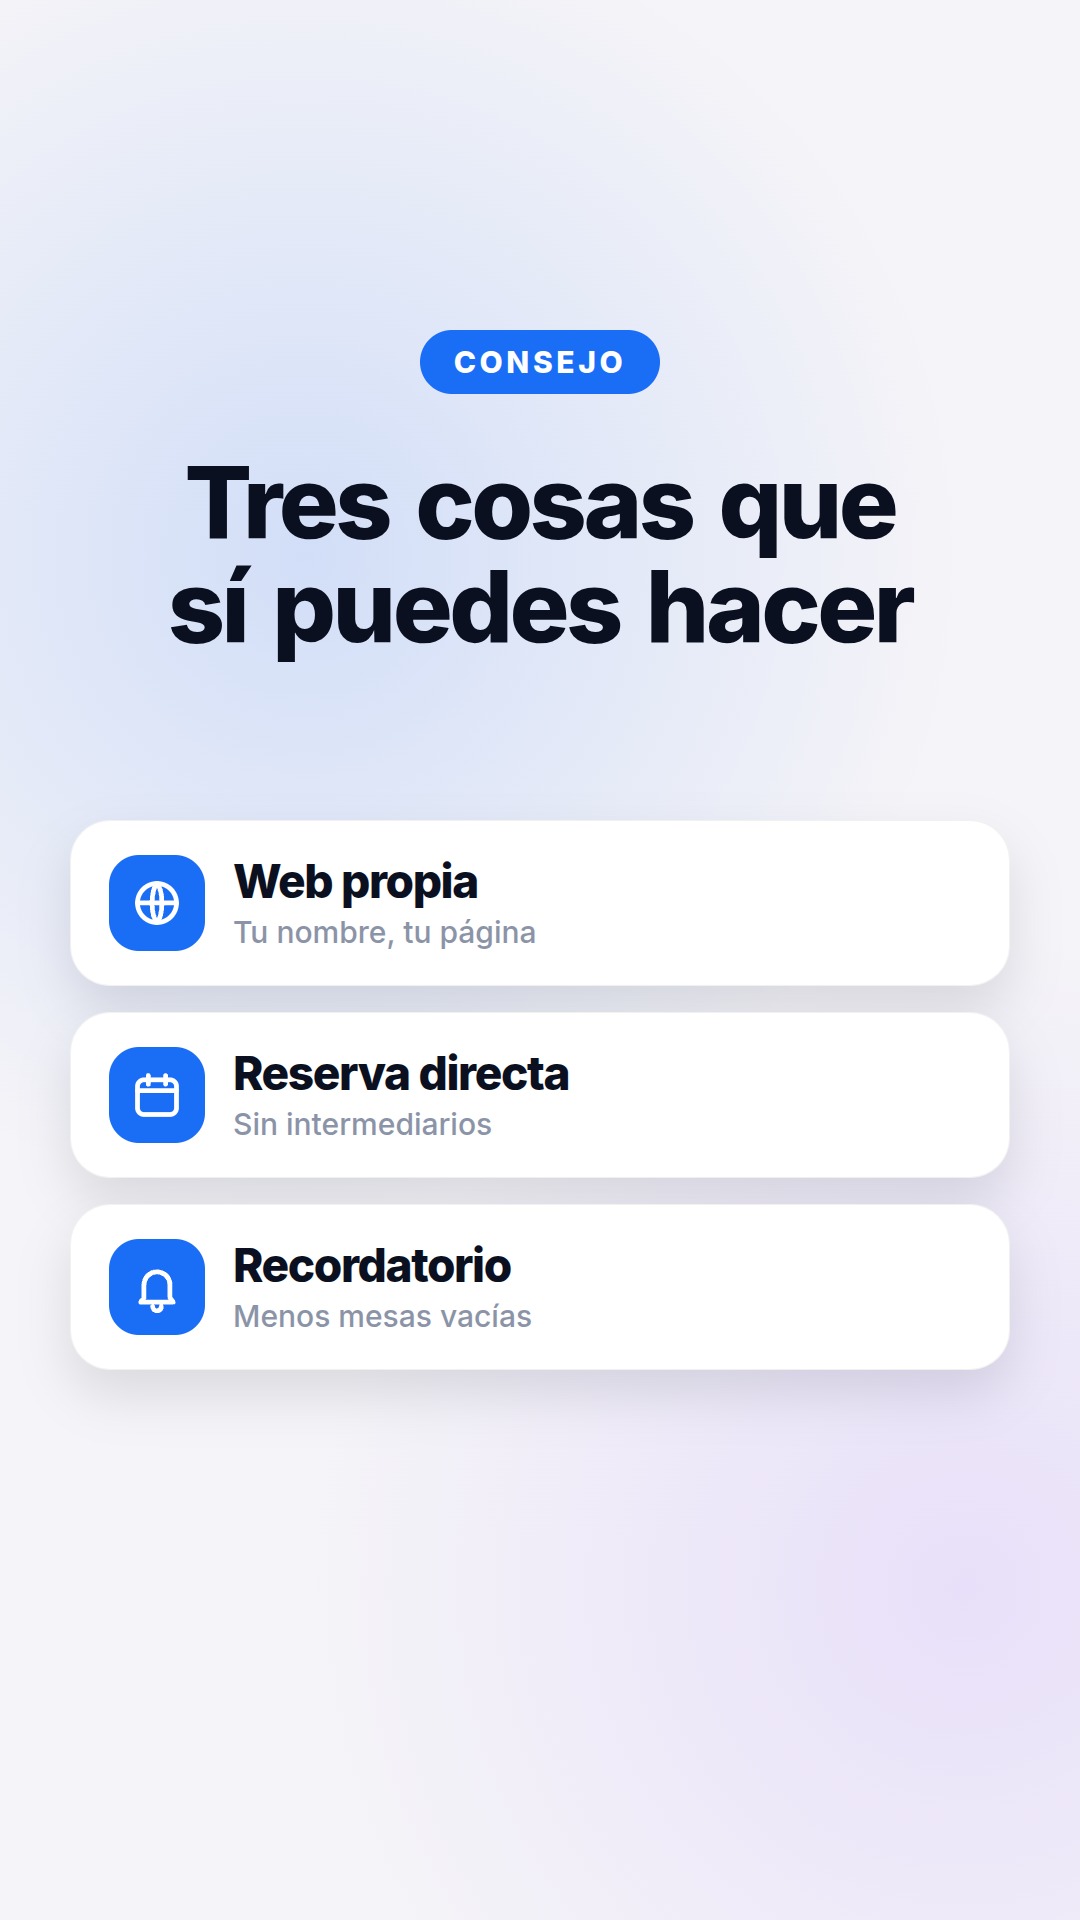 CONSEJO
Tres cosas que
sí puedes hacer
Web propia
Tu nombre, tu página
Reserva directa
Sin intermediarios
Recordatorio
Menos mesas vacías